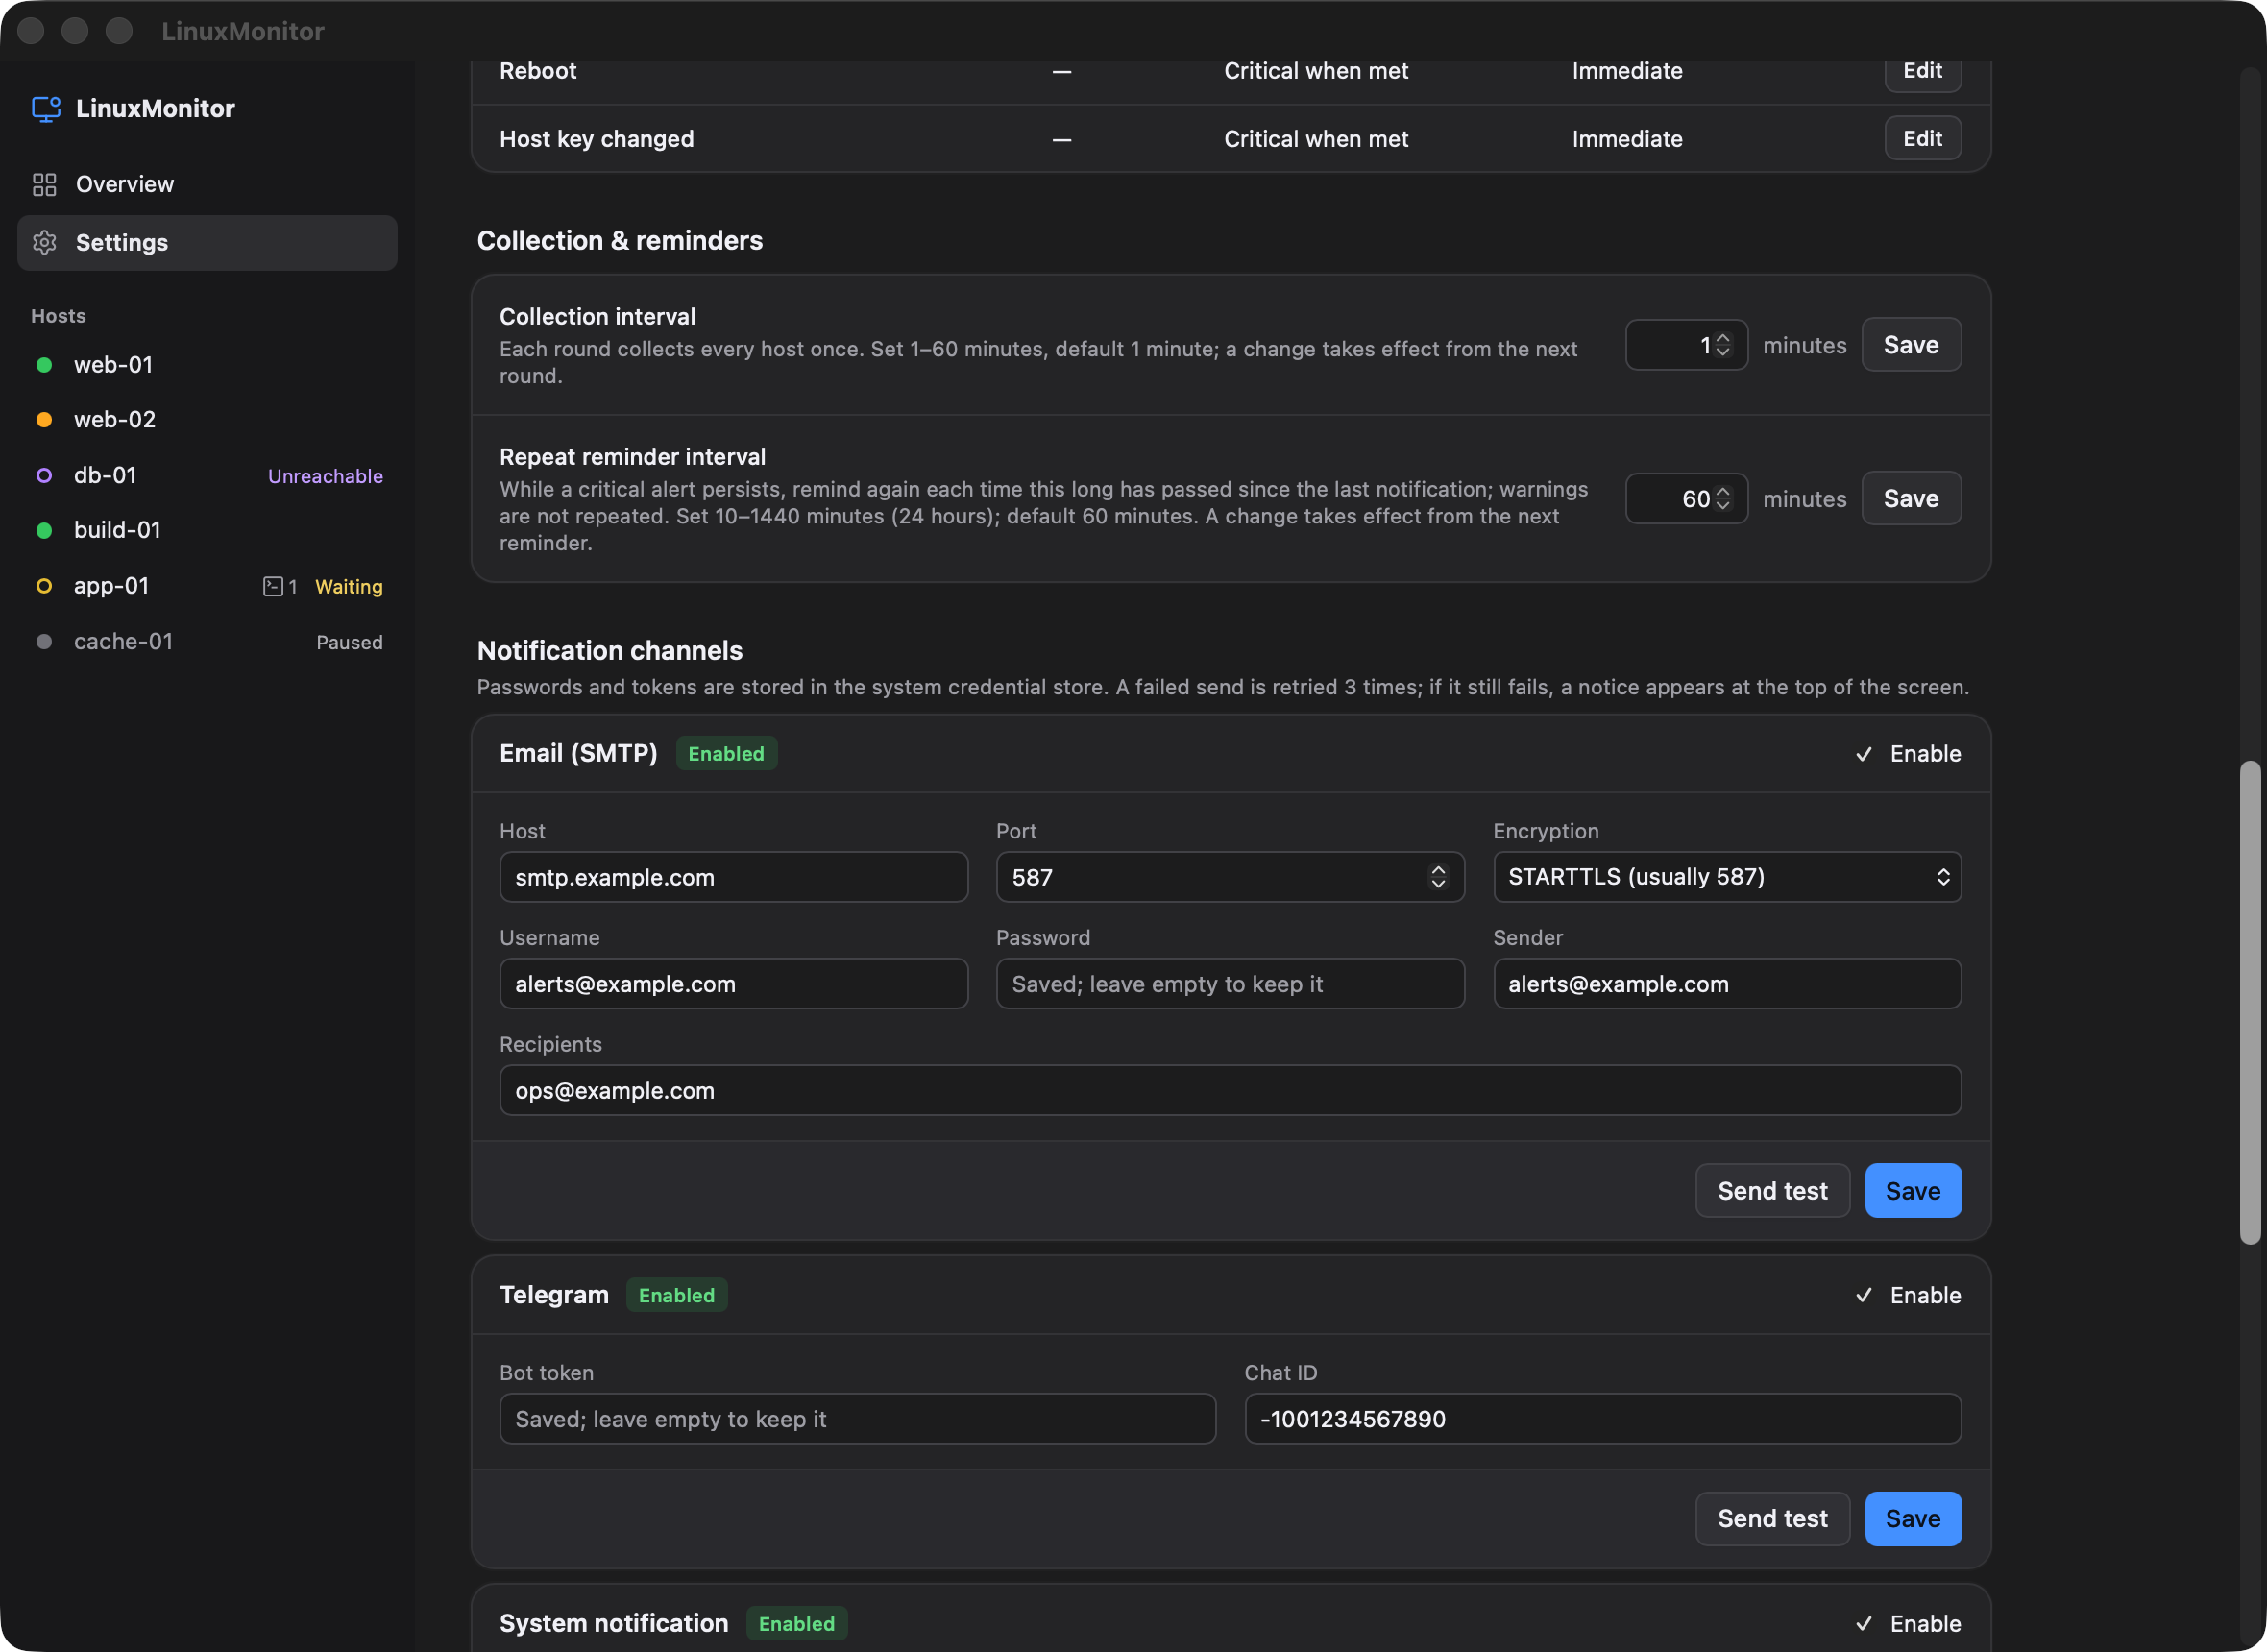 LinuxMonitor
LinuxMonitor
Overview
Settings
Hosts
web-01
web-02
db-01 Unreachable
build-01
app-01 1 Waiting
cache-01 Paused
Reboot — Critical when met Immediate Edit
Host key changed — Critical when met Immediate Edit
Collection & reminders
Collection interval
Each round collects every host once. Set 1–60 minutes, default 1 minute; a change takes effect from the next
round.
1 minutes Save
Repeat reminder interval
While a critical alert persists, remind again each time this long has passed since the last notification; warnings
are not repeated. Set 10–1440 minutes (24 hours); default 60 minutes. A change takes effect from the next
reminder.
60 minutes Save
Notification channels
Passwords and tokens are stored in the system credential store. A failed send is retried 3 times; if it still fails, a notice appears at the top of the screen.
Email (SMTP) Enabled ✓ Enable
Host Port Encryption
smtp.example.com 587 STARTTLS (usually 587)
Username Password Sender
alerts@example.com Saved; leave empty to keep it alerts@example.com
Recipients
ops@example.com
Send test Save
Telegram Enabled ✓ Enable
Bot token Chat ID
Saved; leave empty to keep it -1001234567890
Send test Save
System notification Enabled ✓ Enable